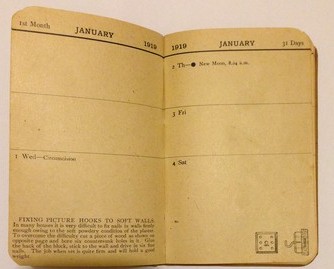 1st Month JANUARY 1919
1 Wed—Circumcision
FIXING PICTURE HOOKS TO SOFT WALLS.
In many houses it is very difficult to fix nails in walls firmly
enough owing to the soft powdery condition of the plaster.
To overcome the difficulty cut a piece of wood as shown on
opposite page and bore six countersunk holes in it. Glue
the back of the block, stick to the wall and drive in six fine
nails. The job when set is quite firm and will hold a good
weight.
1919 JANUARY 31 Days
2 Th—● New Moon, 8.24 a.m.
3 Fri
4 Sat